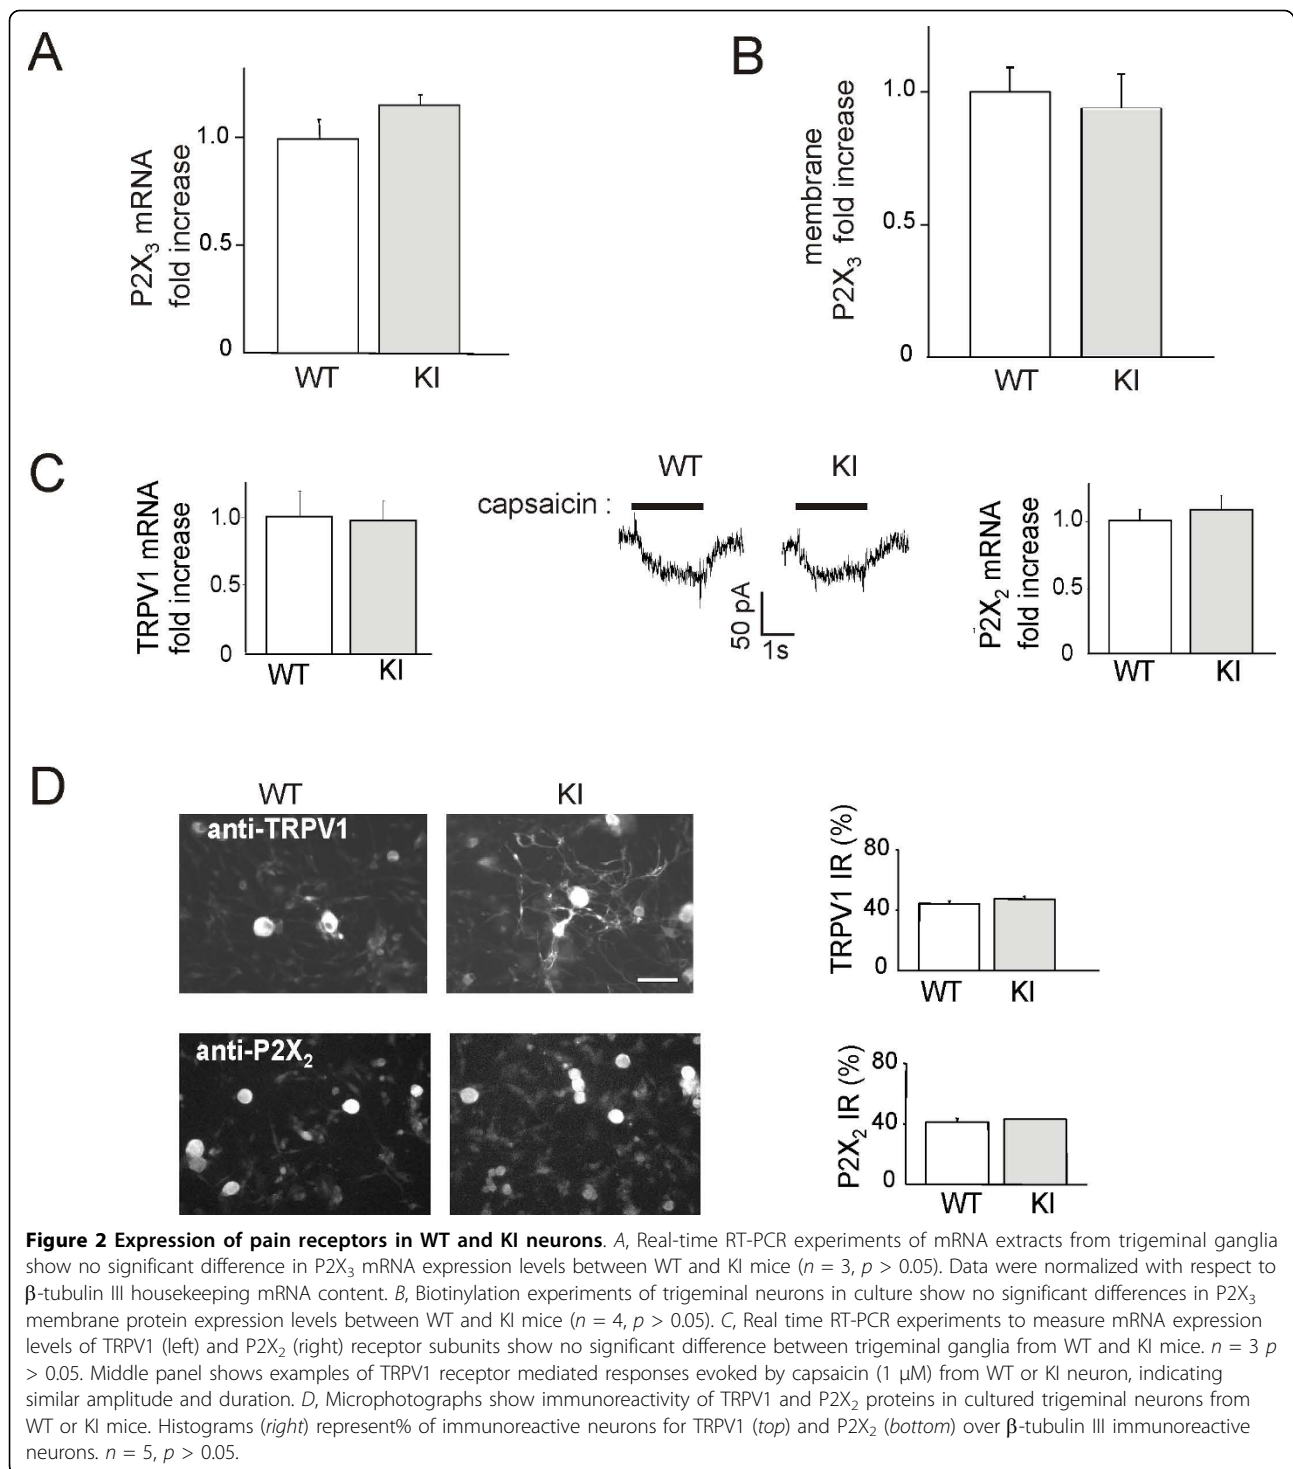 A
P2X3 mRNA
fold increase
1.0
0.5
0
WT KI
B
membrane
P2X3 fold increase
1.0
0.5
0
WT KI
C
TRPV1 mRNA
fold increase
1.0
0.5
0
WT KI
WT KI
capsaicin :
50 pA
1s
P2X2 mRNA
fold increase
1.0
0.5
0
WT KI
D
WT KI
anti-TRPV1
TRPV1 IR (%)
80
40
0
WT KI
anti-P2X2
P2X2 IR (%)
80
40
0
WT KI
Figure 2 Expression of pain receptors in WT and KI neurons. A, Real-time RT-PCR experiments of mRNA extracts from trigeminal ganglia
show no significant difference in P2X3 mRNA expression levels between WT and KI mice (n = 3, p > 0.05). Data were normalized with respect to
β-tubulin III housekeeping mRNA content. B, Biotinylation experiments of trigeminal neurons in culture show no significant differences in P2X3
membrane protein expression levels between WT and KI mice (n = 4, p > 0.05). C, Real time RT-PCR experiments to measure mRNA expression
levels of TRPV1 (left) and P2X2 (right) receptor subunits show no significant difference between trigeminal ganglia from WT and KI mice. n = 3 p
> 0.05. Middle panel shows examples of TRPV1 receptor mediated responses evoked by capsaicin (1 μM) from WT or KI neuron, indicating
similar amplitude and duration. D, Microphotographs show immunoreactivity of TRPV1 and P2X2 proteins in cultured trigeminal neurons from
WT or KI mice. Histograms (right) represent% of immunoreactive neurons for TRPV1 (top) and P2X2 (bottom) over β-tubulin III immunoreactive
neurons. n = 5, p > 0.05.